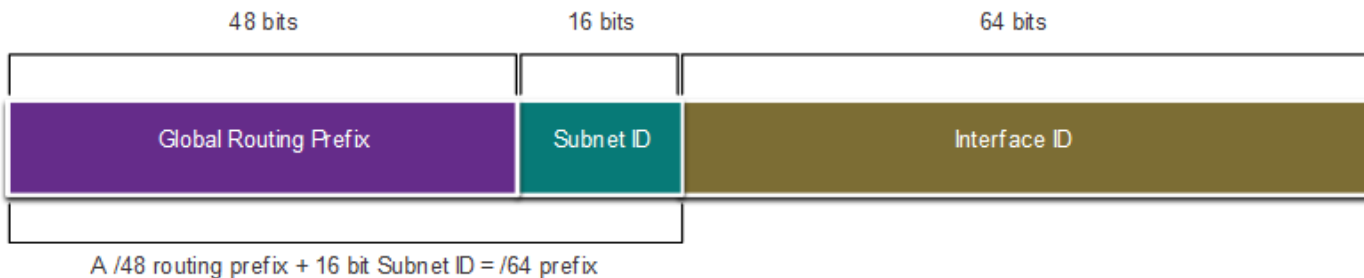 48 bits 16 bits 64 bits
Global Routing Prefix Subnet ID Interface ID
A /48 routing prefix + 16 bit Subnet ID = /64 prefix